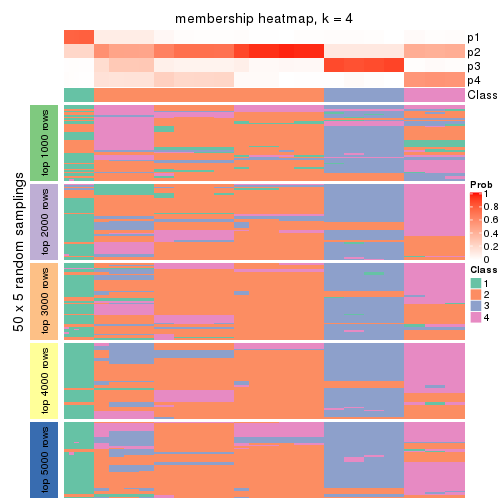 membership heatmap, k = 4
p1
p2
p3
p4
Class
50 x 5 random samplings
top 1000 rows
top 2000 rows
top 3000 rows
top 4000 rows
top 5000 rows
Prob
1
0.8
0.6
0.4
0.2
0
Class
1
2
3
4